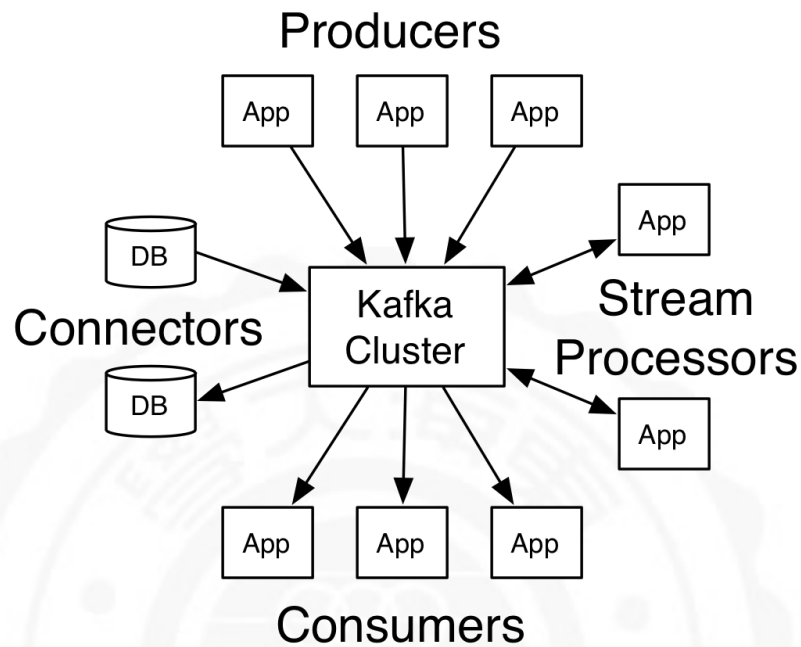 Producers
App
App
App
DB
App
Connectors
Kafka
Cluster
Stream
Processors
DB
App
App
App
App
Consumers